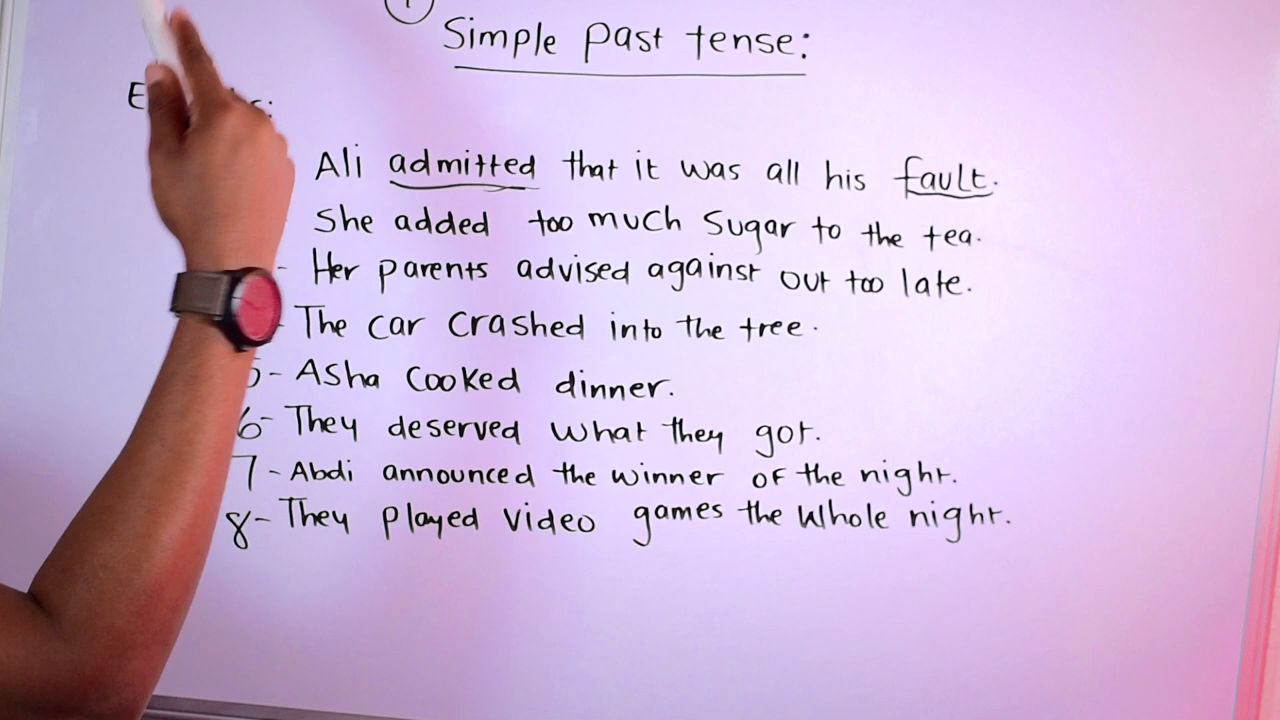 Simple past tense:
Ali admitted that it was all his fault.
She added too much sugar to the tea.
- Her parents advised against out too late.
The car crashed into the tree.
5- Asha cooked dinner.
6- They deserved what they got.
7- Abdi announced the winner of the night.
8- They played video games the whole night.